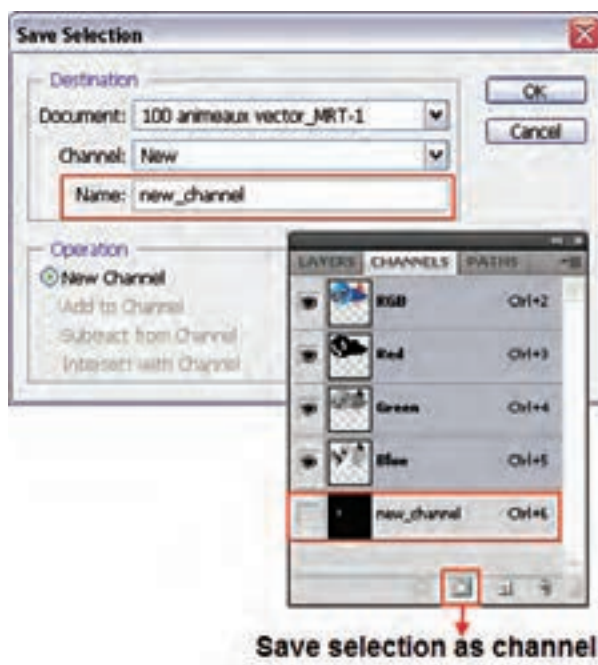 Save Selection
Destination
Document: 100 animeaux vector_MRT-1
OK
Channel: New
Cancel
Name: new_channel
Operation
New Channel
Add to Channel
Subtract from Channel
Intersect with Channel
LAYERS CHANNELS PATHS
RGB Ctrl+2
Red Ctrl+3
Green Ctrl+4
Blue Ctrl+5
new_channel Ctrl+6
Save selection as channel